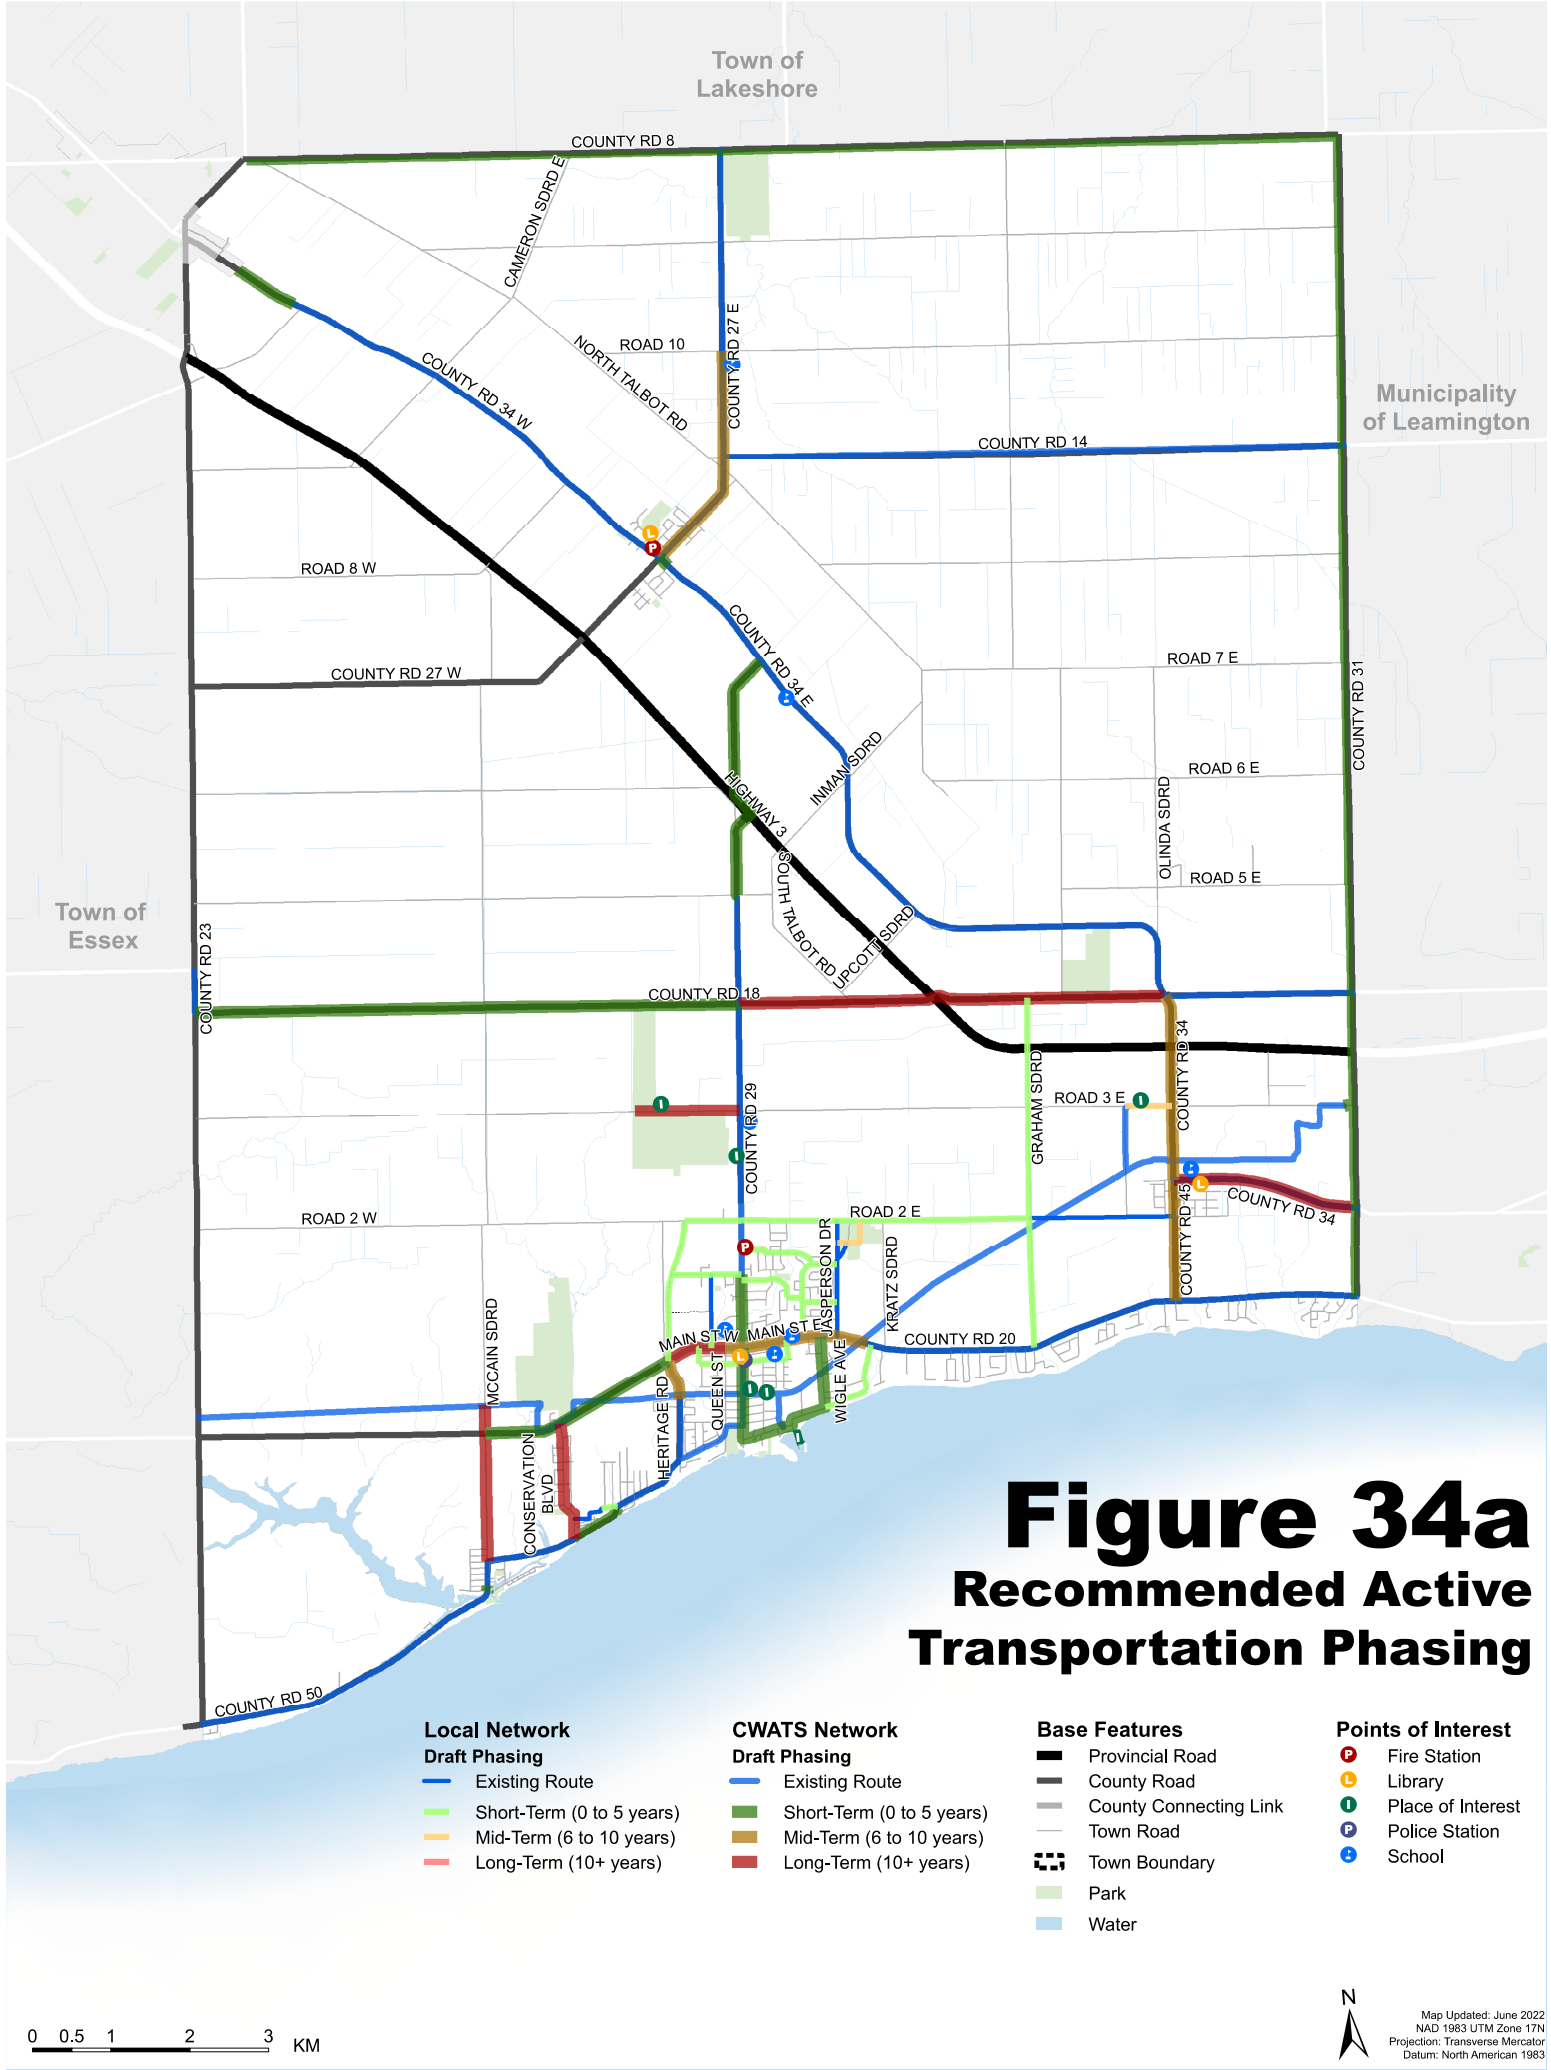 Town of
Lakeshore
COUNTY RD 8
CAMERON SDRD E
COUNTY RD 27 E
ROAD 10
NORTH TALBOT RD
COUNTY RD 34 W
Municipality
of Leamington
COUNTY RD 14
L
P
ROAD 8 W
COUNTY RD 34 E
COUNTY RD 27 W
ROAD 7 E
COUNTY RD 31
INMAN SDRD
HIGHWAY 3
ROAD 6 E
OLINDA SDRD
SOUTH TALBOT RD
ROAD 5 E
Town of
Essex
COUNTY RD 23
UPCOTT SDRD
COUNTY RD 18
COUNTY RD 34
GRAHAM SDRD
COUNTY RD 29
ROAD 3 E
I
I
I
L
COUNTY RD 34
COUNTY RD 45
ROAD 2 W
ROAD 2 E
JASPERSON DR
KRATZ SDRD
P
MCCAIN SDRD
MAIN ST W
MAIN ST E
COUNTY RD 20
L
QUEEN ST
WIGLE AVE
HERITAGE RD
I
I
I
CONSERVATION
BLVD
COUNTY RD 50
Figure 34a
Recommended Active
Transportation Phasing
Local Network
Draft Phasing
Existing Route
Short-Term (0 to 5 years)
Mid-Term (6 to 10 years)
Long-Term (10+ years)
CWATS Network
Draft Phasing
Existing Route
Short-Term (0 to 5 years)
Mid-Term (6 to 10 years)
Long-Term (10+ years)
Base Features
Provincial Road
County Road
County Connecting Link
Town Road
Town Boundary
Park
Water
Points of Interest
P Fire Station
L Library
I Place of Interest
P Police Station
School
0 0.5 1 2 3 KM
N
Map Updated: June 2022
NAD 1983 UTM Zone 17N
Projection: Transverse Mercator
Datum: North American 1983